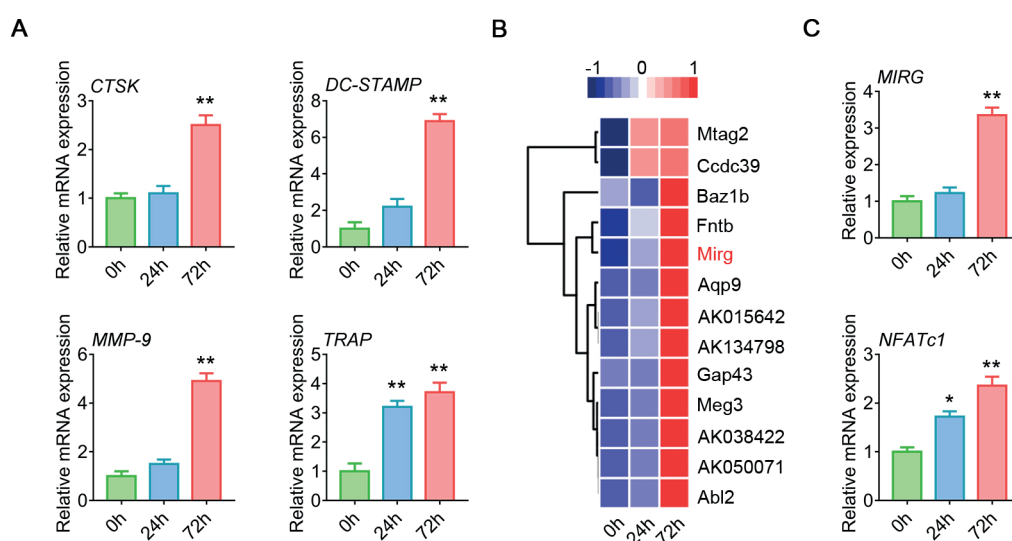 A
CTSK
Relative mRNA expression
3
2
1
0
**
0h
24h
72h
DC-STAMP
Relative mRNA expression
8
6
4
2
0
**
0h
24h
72h
MMP-9
Relative mRNA expression
6
4
2
0
**
0h
24h
72h
TRAP
Relative mRNA expression
5
4
3
2
1
0
**
**
0h
24h
72h
B
-1 0 1
Mtag2
Ccdc39
Baz1b
Fntb
Mirg
Aqp9
AK015642
AK134798
Gap43
Meg3
AK038422
AK050071
Abl2
0h
24h
72h
C
MIRG
Relative expression
4
3
2
1
0
**
0h
24h
72h
NFATc1
Relative mRNA expression
3
2
1
0
*
**
0h
24h
72h